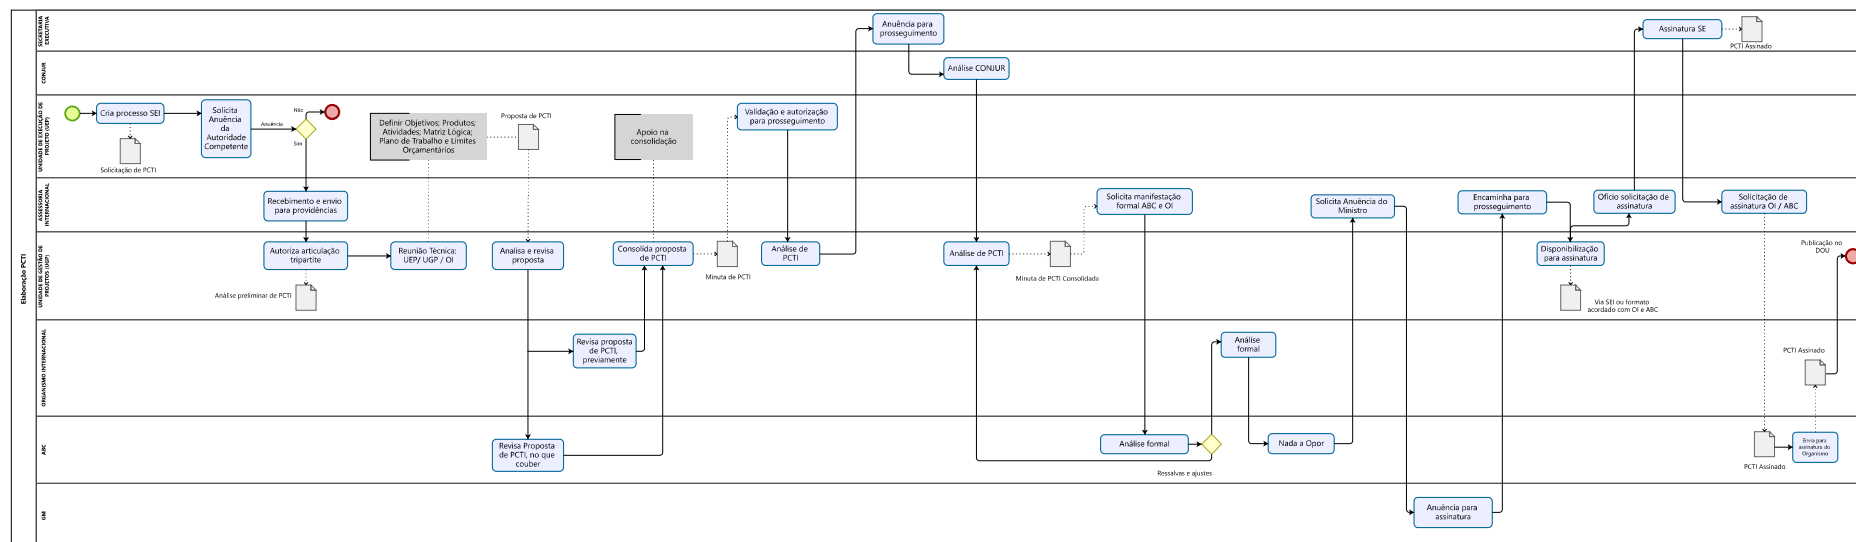 Elaboração PCTI
SECRETARIA
EXECUTIVA
Anuência para
prosseguimento
Assinatura SE
PCTI Assinado
CONJUR
Análise CONJUR
UNIDADE DE EXECUÇÃO DE
PROJETO (UEP)
Cria processo SEI
Solicitação de PCTI
Solicita
Anuência
da
Autoridade
Competente
Anuência
Não
Sim
Definir Objetivos; Produtos;
Atividades; Matriz Lógica;
Plano de Trabalho e Limites
Orçamentários
Proposta de PCTI
Apoio na
consolidação
Validação e autorização
para prosseguimento
ASSESSORIA
INTERNACIONAL
Recebimento e envio
para providências
Solicita manifestação
formal ABC e OI
Solicita Anuência do
Ministro
Encaminha para
prosseguimento
Ofício solicitação de
assinatura
Solicitação de
assinatura OI / ABC
UNIDADE DE GESTÃO DE
PROJETOS (UGP)
Autoriza articulação
tripartite
Análise preliminar de PCTI
Reunião Técnica:
UEP/ UGP / OI
Analisa e revisa
proposta
Consolida proposta
de PCTI
Minuta de PCTI
Análise de
PCTI
Análise de PCTI
Minuta de PCTI Consolidada
Disponibilização
para assinatura
Via SEI ou formato
acordado com OI e ABC
Publicação no
DOU
ORGANISMO INTERNACIONAL
Revisa proposta
de PCTI,
previamente
Análise
formal
PCTI Assinado
ABC
Revisa Proposta
de PCTI, no que
couber
Análise formal
Ressalvas e ajustes
Nada a Opor
PCTI Assinado
Envia para
assinatura do
Organismo
GM
Anuência para
assinatura